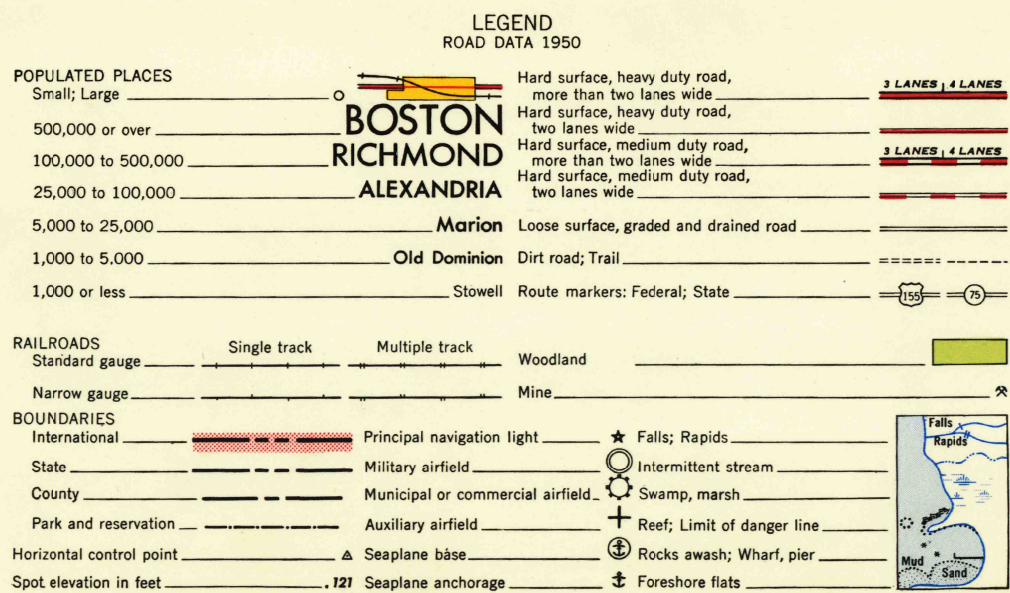 LEGEND
ROAD DATA 1950
POPULATED PLACES
Small; Large
500,000 or over BOSTON
100,000 to 500,000 RICHMOND
25,000 to 100,000 ALEXANDRIA
5,000 to 25,000 Marion
1,000 to 5,000 Old Dominion
1,000 or less Stowell
Hard surface, heavy duty road,
more than two lanes wide 3 LANES 4 LANES
Hard surface, heavy duty road,
two lanes wide
Hard surface, medium duty road,
more than two lanes wide 3 LANES 4 LANES
Hard surface, medium duty road,
two lanes wide
Loose surface, graded and drained road
Dirt road; Trail
Route markers: Federal; State 155 75
RAILROADS Single track Multiple track
Standard gauge
Narrow gauge
Woodland
Mine
BOUNDARIES
International
State
County
Park and reservation
Horizontal control point
Spot elevation in feet .121
Principal navigation light
Military airfield
Municipal or commercial airfield
Auxiliary airfield
Seaplane base
Seaplane anchorage
Falls; Rapids
Intermittent stream
Swamp, marsh
Reef; Limit of danger line
Rocks awash; Wharf, pier
Foreshore flats
Falls
Rapids
Mud
Sand